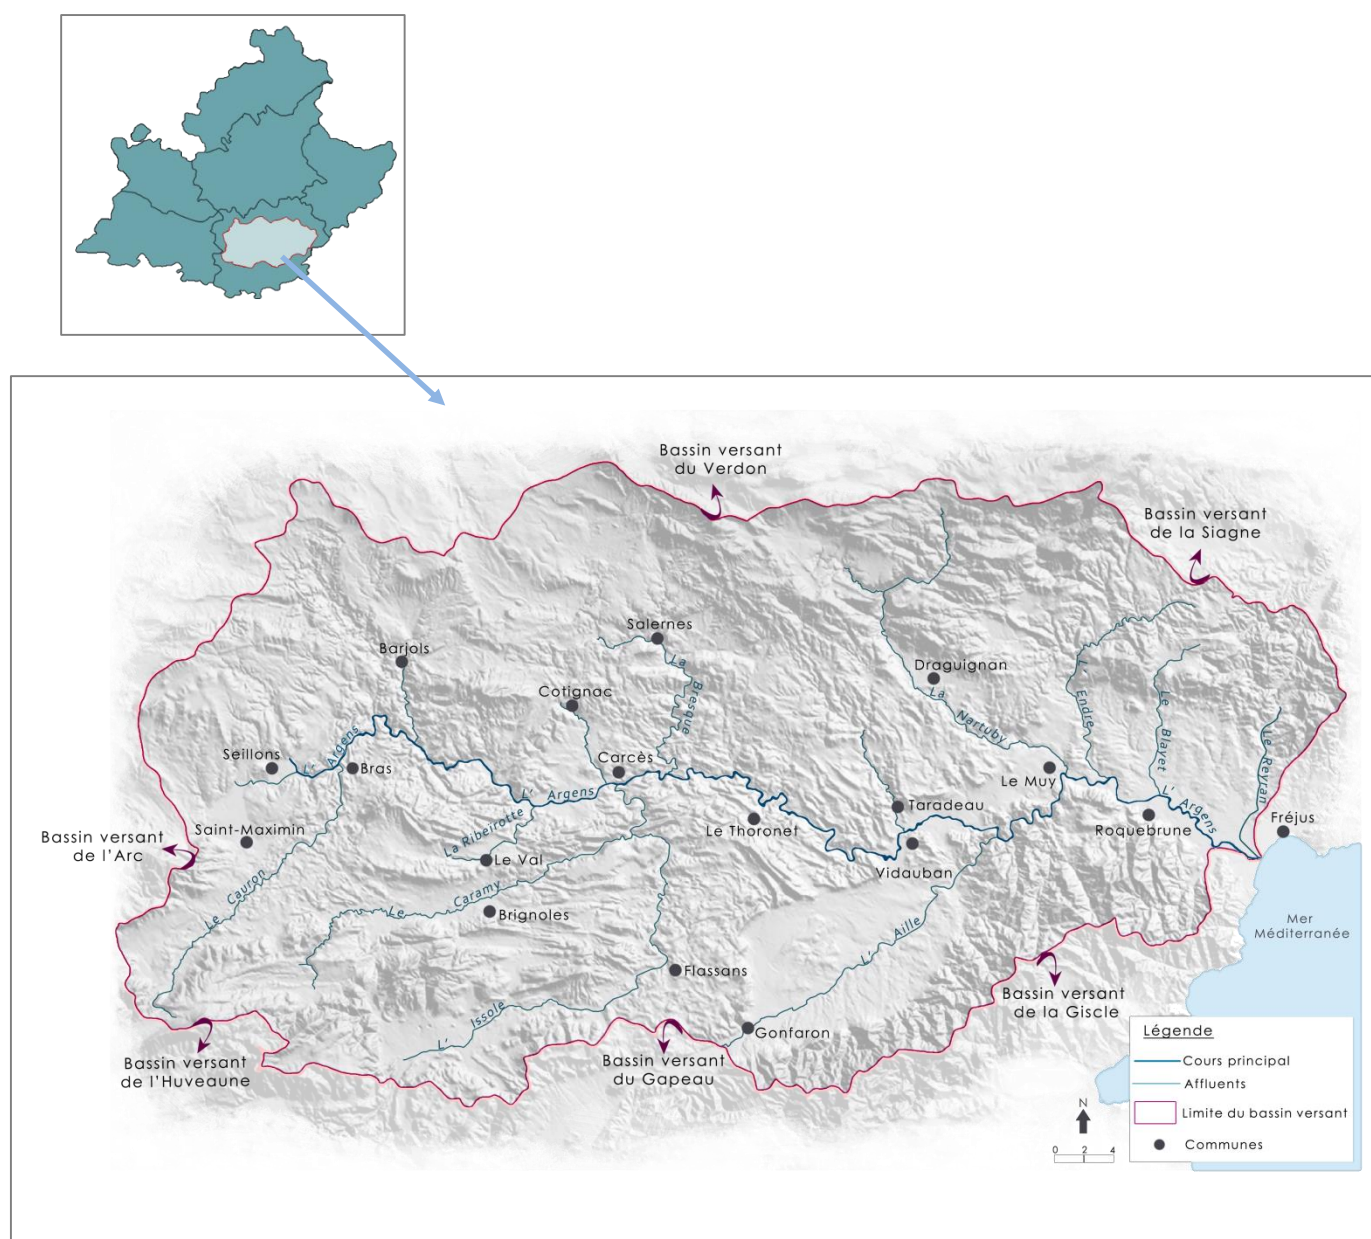 Bassin versant
du Verdon
Bassin versant
de la Siagne
Salernes
Barjols
La Bresque
Draguignan
L' Endre
Cotignac
La Nartuby
Le Blavet
Le Reyran
Seillons
L' Argens
Bras
Carcès
Le Muy
L' Argens
L' Argens
Taradeau
Roquebrune
Fréjus
Saint-Maximin
La Ribeirotte
Le Thoronet
Bassin versant
de l'Arc
Le Val
Vidauban
Le Cauron
Le Caramy
Brignoles
Mer
Méditerranée
L' Aille
Flassans
Bassin versant
de la Giscle
L' Issole
Gonfaron
Bassin versant
de l'Huveaune
Bassin versant
du Gapeau
Légende
Cours principal
Affluents
Limite du bassin versant
Communes
N
0 2 4